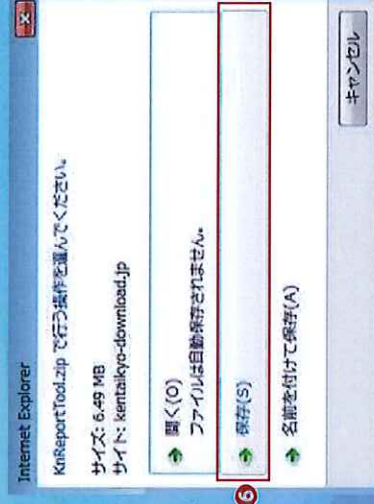 Internet Explorer
KnReportTool.zip で行う操作を選んでください。
サイズ: 6.49 MB
サイト: kentaikyo-download.jp
開く(O)
ファイルは自動保存されません。
⑥
保存(S)
名前を付けて保存(A)
キャンセル